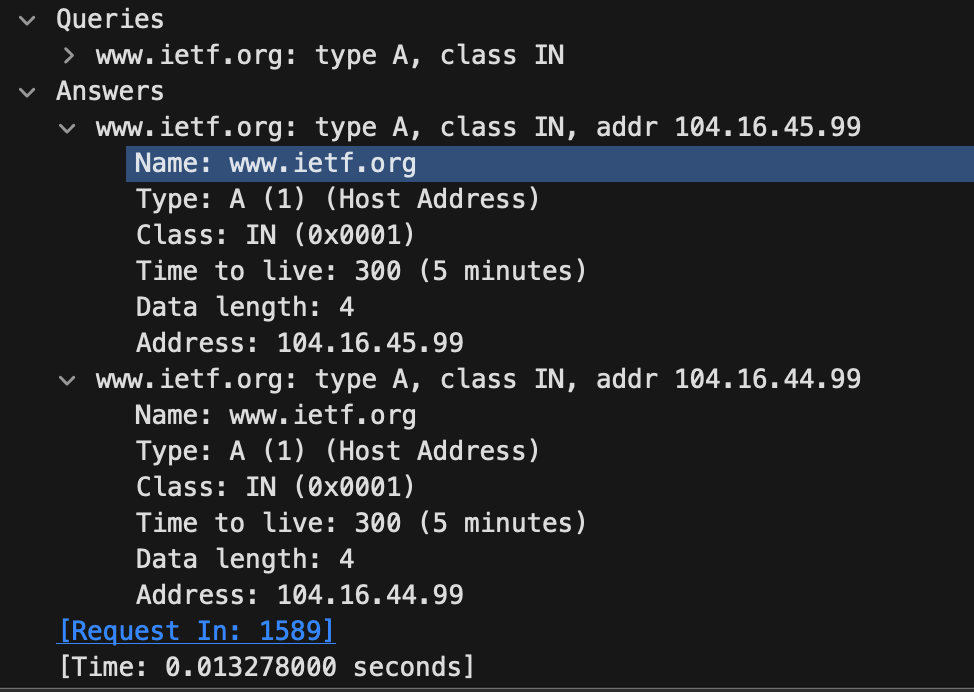 Queries
www.ietf.org: type A, class IN
Answers
www.ietf.org: type A, class IN, addr 104.16.45.99
Name: www.ietf.org
Type: A (1) (Host Address)
Class: IN (0x0001)
Time to live: 300 (5 minutes)
Data length: 4
Address: 104.16.45.99
www.ietf.org: type A, class IN, addr 104.16.44.99
Name: www.ietf.org
Type: A (1) (Host Address)
Class: IN (0x0001)
Time to live: 300 (5 minutes)
Data length: 4
Address: 104.16.44.99
[Request In: 1589]
[Time: 0.013278000 seconds]